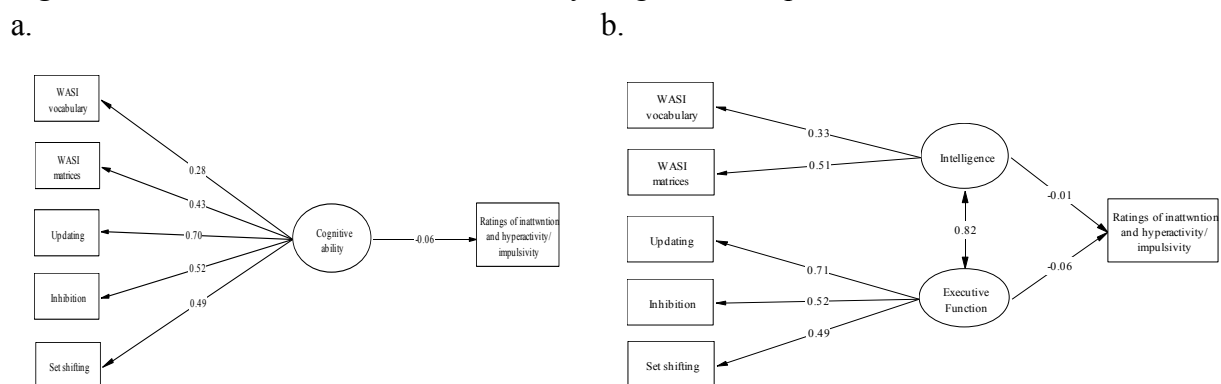 a.
b.
WASI
vocabulary
WASI
matrices
Updating
Inhibition
Set shifting
0.28
0.43
0.70
0.52
0.49
Cognitive
ability
-0.06
Ratings of inattwntion
and hyperactivity/
impulsivity
WASI
vocabulary
WASI
matrices
Updating
Inhibition
Set shifting
0.33
0.51
0.71
0.52
0.49
Intelligence
0.82
Executive
Function
-0.01
-0.06
Ratings of inattwntion
and hyperactivity/
impulsivity